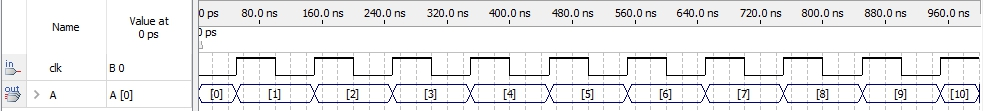 Name Value at 0 ps 0 ps 80.0 ns 160.0 ns 240.0 ns 320.0 ns 400.0 ns 480.0 ns 560.0 ns 640.0 ns 720.0 ns 800.0 ns 880.0 ns 960.0 ns
0 ps
in clk B 0
out > A A [0] [0] [1] [2] [3] [4] [5] [6] [7] [8] [9] [10]